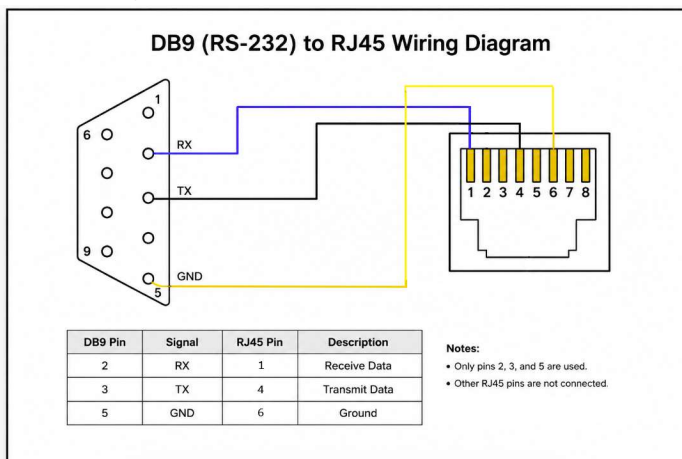 DB9 (RS-232) to RJ45 Wiring Diagram
1
6
RX
TX
9
GND
5
1 2 3 4 5 6 7 8
DB9 Pin Signal RJ45 Pin Description
2 RX 1 Receive Data
3 TX 4 Transmit Data
5 GND 6 Ground
Notes:
• Only pins 2, 3, and 5 are used.
• Other RJ45 pins are not connected.